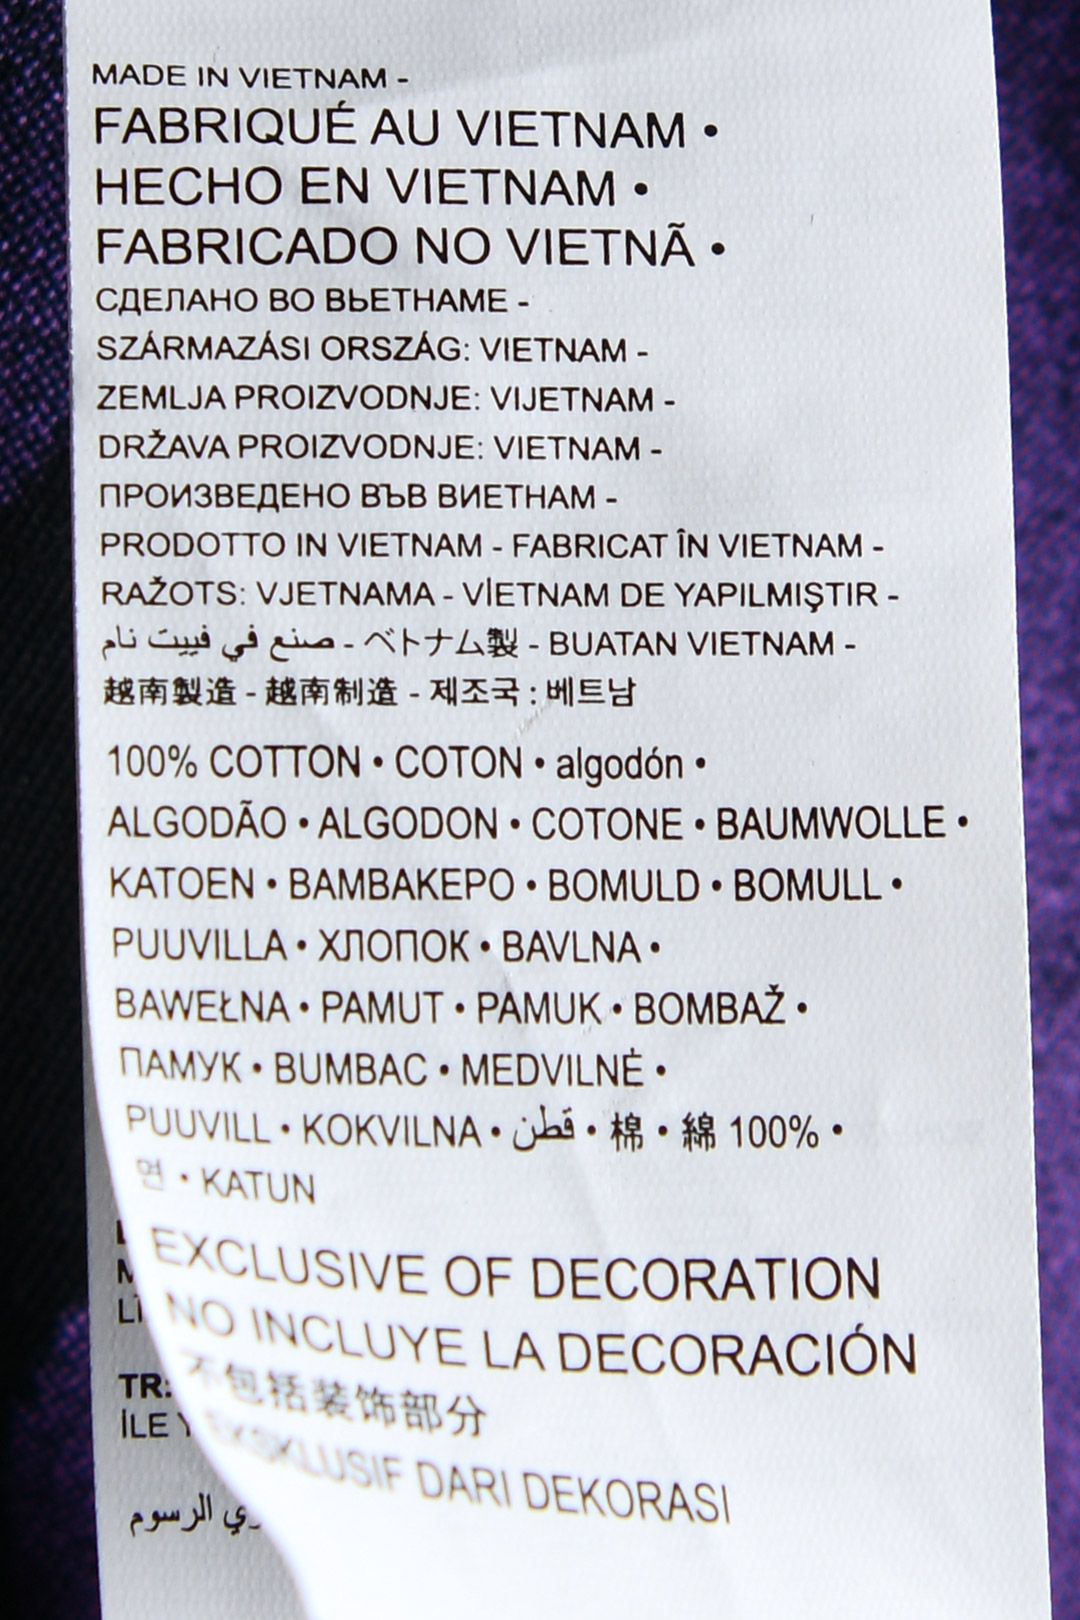 MADE IN VIETNAM -
FABRIQUÉ AU VIETNAM •
HECHO EN VIETNAM •
FABRICADO NO VIETNÃ •
СДЕЛАНО ВО ВЬЕТНАМЕ -
SZÁRMAZÁSI ORSZÁG: VIETNAM -
ZEMLJA PROIZVODNJE: VIJETNAM -
DRŽAVA PROIZVODNJE: VIETNAM -
ПРОИЗВЕДЕНО ВЪВ ВИЕТНАМ -
PRODOTTO IN VIETNAM - FABRICAT ÎN VIETNAM -
RAŽOTS: VJETNAMA - VİETNAM DE YAPILMIŞTIR -
صنع في فييت نام - ベトナム製 - BUATAN VIETNAM -
越南製造 - 越南制造 - 제조국 : 베트남
100% COTTON • COTON • algodón •
ALGODÃO • ALGODON • COTONE • BAUMWOLLE •
KATOEN • ΒΑΜΒΑΚΕΡΟ • BOMULD • BOMULL •
PUUVILLA • ХЛОПОК • BAVLNA •
BAWEŁNA • PAMUT • PAMUK • BOMBAŽ •
ПАМУК • BUMBAC • MEDVILNĖ •
PUUVILL • KOKVILNA • قطن • 棉 • 綿 100% •
면 • KATUN
EXCLUSIVE OF DECORATION
NO INCLUYE LA DECORACIÓN
不包括装饰部分
EKSKLUSIF DARI DEKORASI
TR:
İLE
الرسوم